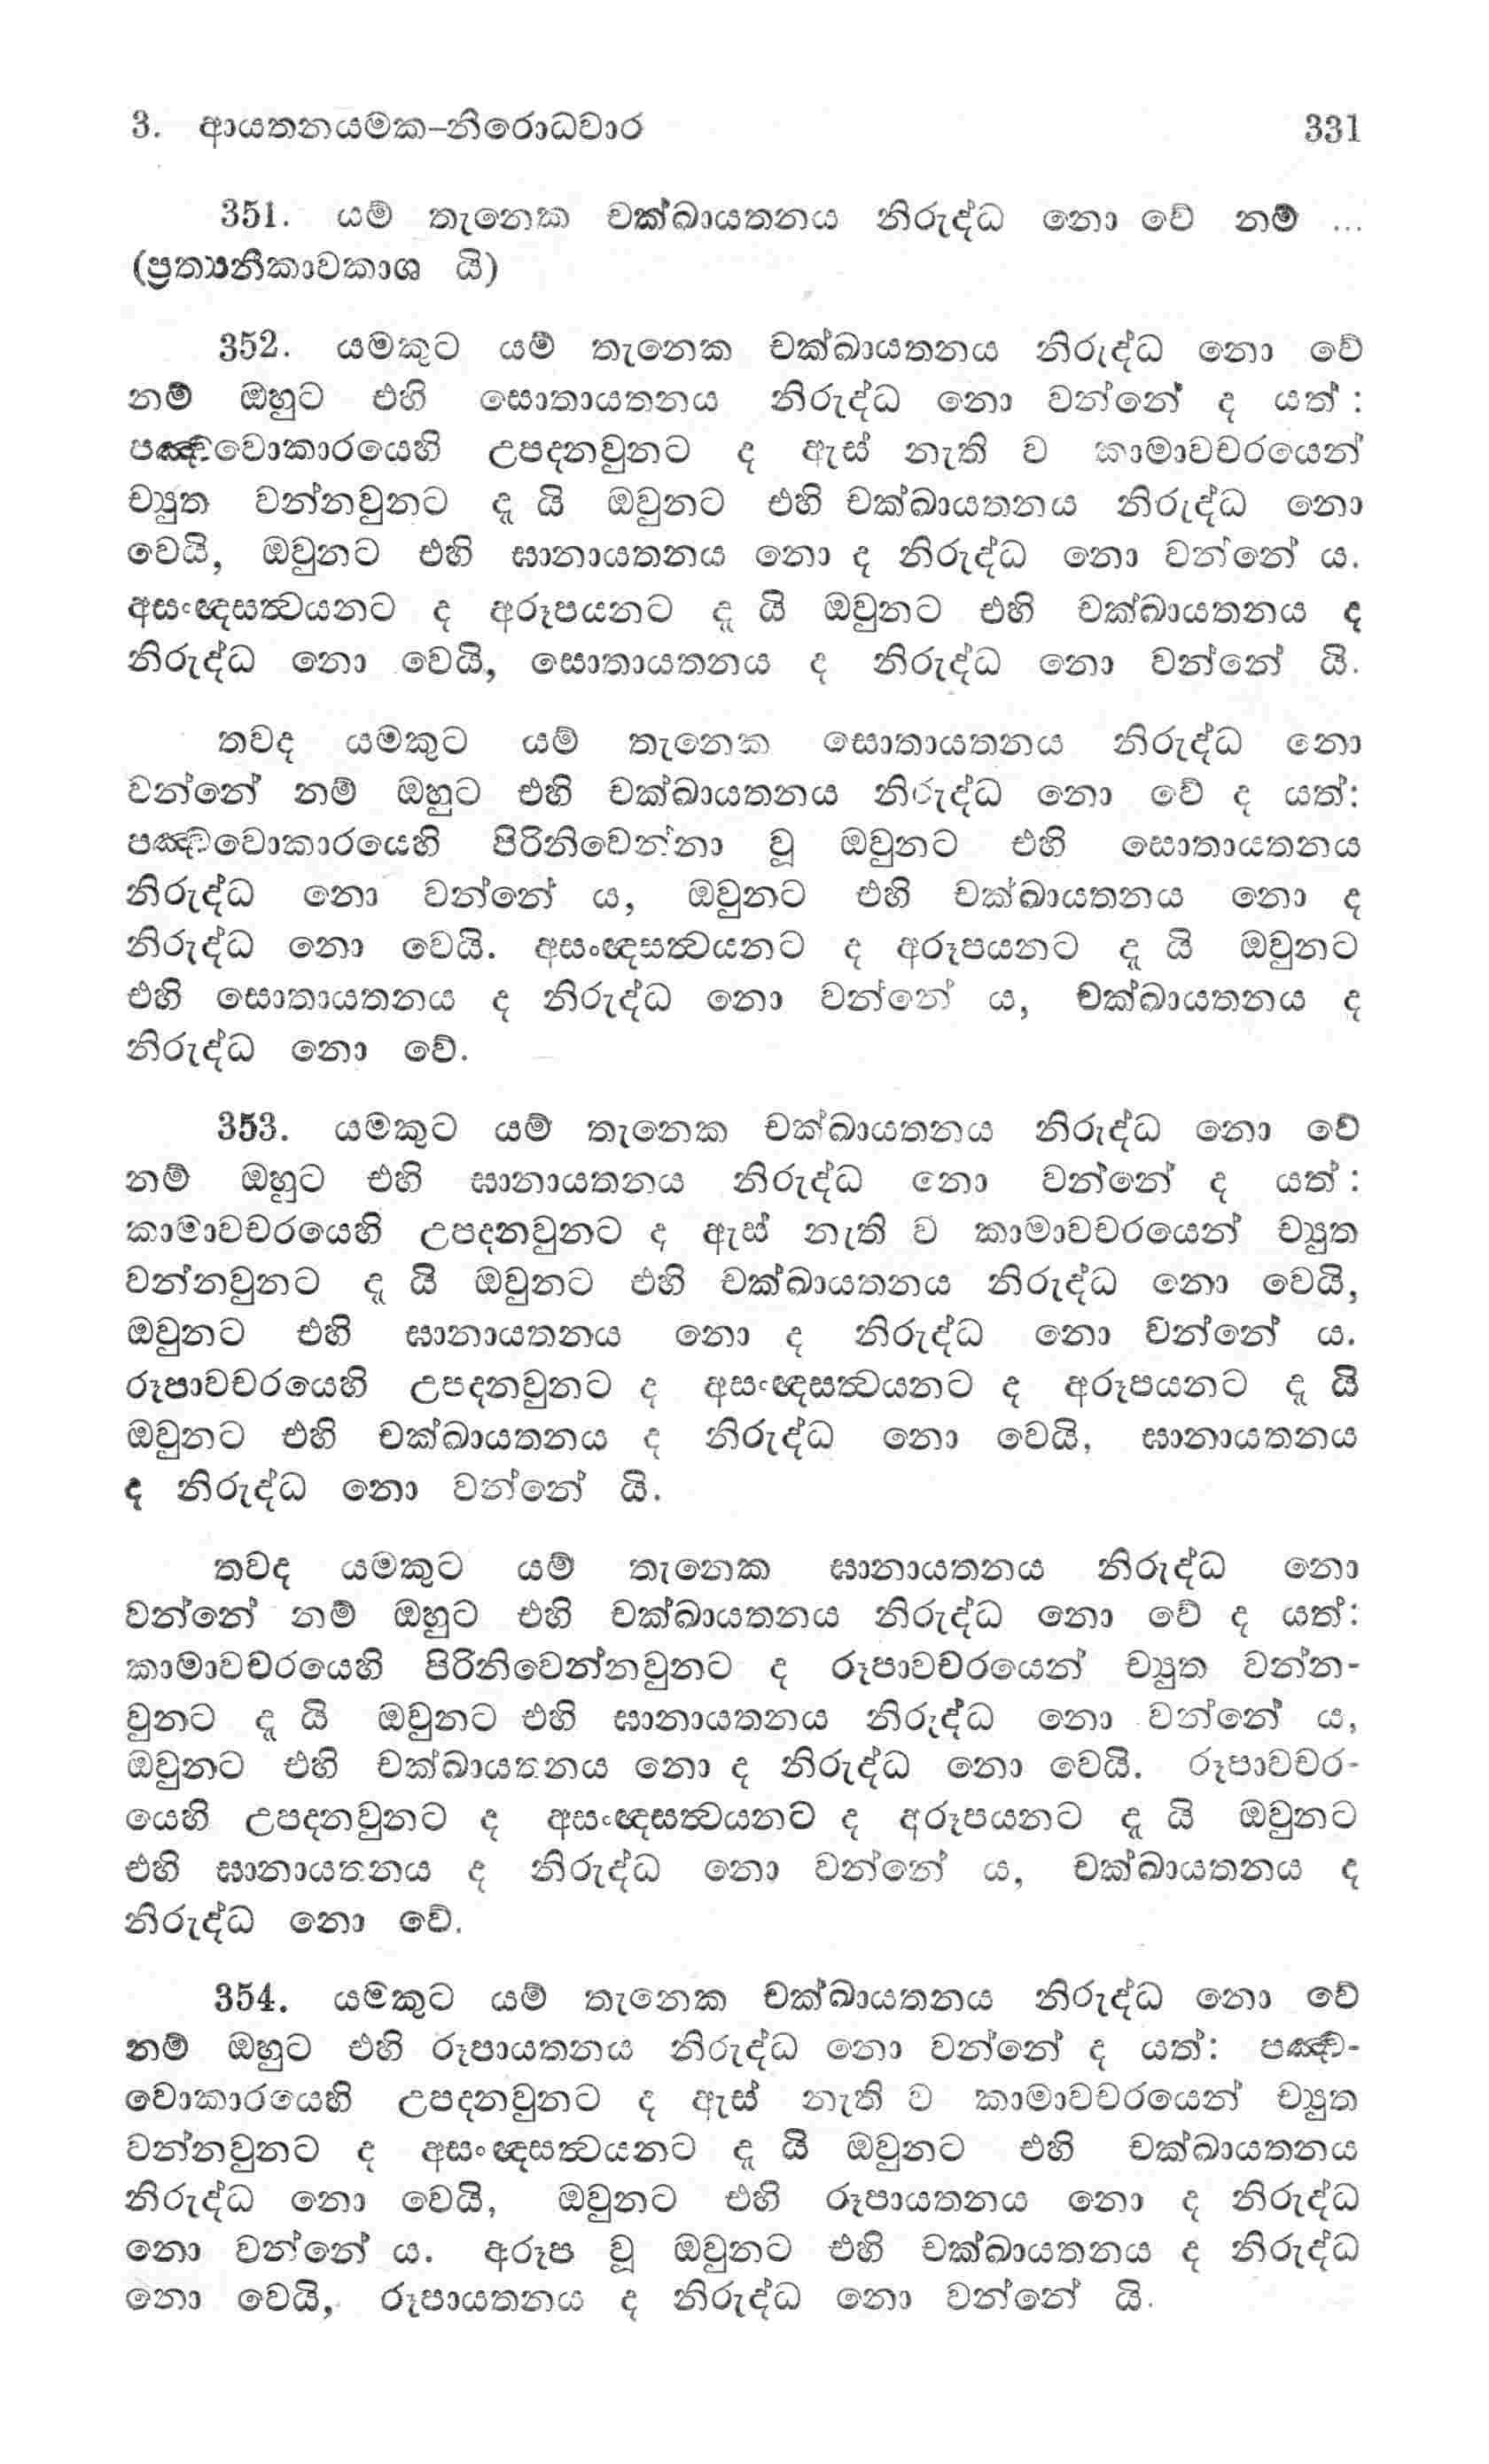 3. ආයතනයමක–නිරොධවාර 331
351. යම් තැනෙක චක්ඛායතනය නිරුද්ධ නො වේ නම් ...
(ප්‍රත්‍යනීකාවකාශ යි)
352. යමකුට යම් තැනෙක චක්ඛායතනය නිරුද්ධ නො වේ
නම් ඔහුට එහි සොතායතනය නිරුද්ධ නො වන්නේ ද යත් :
පඤ්චවොකාරයෙහි උපදනවුනට ද ඇස් නැති ව කාමාවචරයෙන්
ච්‍යුත වන්නවුනට දැ යි ඔවුනට එහි චක්ඛායතනය නිරුද්ධ නො
වෙයි, ඔවුනට එහි ඝානායතනය නො ද නිරුද්ධ නො වන්නේ ය.
අසංඥසත්‍වයනට ද අරූපයනට දැ යි ඔවුනට එහි චක්ඛායතනය ද
නිරුද්ධ නො වෙයි, සොතායතනය ද නිරුද්ධ නො වන්නේ යි.
තවද යමකුට යම් තැනෙක සොතායතනය නිරුද්ධ නො
වන්නේ නම් ඔහුට එහි චක්ඛායතනය නිරුද්ධ නො වේ ද යත්:
පඤ්චවොකාරයෙහි පිරිනිවෙන්නා වූ ඔවුනට එහි සොතායතනය
නිරුද්ධ නො වන්නේ ය, ඔවුනට එහි චක්ඛායතනය නො ද
නිරුද්ධ නො වෙයි. අසංඥසත්‍වයනට ද අරූපයනට දැ යි ඔවුනට
එහි සොතායතනය ද නිරුද්ධ නො වන්නේ ය, චක්ඛායතනය ද
නිරුද්ධ නො වේ.
353. යමකුට යම් තැනෙක චක්ඛායතනය නිරුද්ධ නො වේ
නම් ඔහුට එහි ඝානායතනය නිරුද්ධ නො වන්නේ ද යත් :
කාමාවචරයෙහි උපදනවුනට ද ඇස් නැති ව කාමාවචරයෙන් ච්‍යුත
වන්නවුනට දැ යි ඔවුනට එහි චක්ඛායතනය නිරුද්ධ නො වෙයි,
ඔවුනට එහි ඝානායතනය නො ද නිරුද්ධ නො වන්නේ ය.
රූපාවචරයෙහි උපදනවුනට ද අසංඥසත්‍වයනට ද අරූපයනට දැ යි
ඔවුනට එහි චක්ඛායතනය ද නිරුද්ධ නො වෙයි, ඝානායතනය
ද නිරුද්ධ නො වන්නේ යි.
තවද යමකුට යම් තැනෙක ඝානායතනය නිරුද්ධ නො
වන්නේ නම් ඔහුට එහි චක්ඛායතනය නිරුද්ධ නො වේ ද යත්:
කාමාවචරයෙහි පිරිනිවෙන්නවුනට ද රූපාවචරයෙන් ච්‍යුත වන්න-
වුනට දැ යි ඔවුනට එහි ඝානායතනය නිරුද්ධ නො වන්නේ ය,
ඔවුනට එහි චක්ඛායතනය නො ද නිරුද්ධ නො වෙයි. රූපාවචර-
යෙහි උපදනවුනට ද අසංඥසත්‍වයනට ද අරූපයනට දැ යි ඔවුනට
එහි ඝානායතනය ද නිරුද්ධ නො වන්නේ ය, චක්ඛායතනය ද
නිරුද්ධ නො වේ.
354. යමකුට යම් තැනෙක චක්ඛායතනය නිරුද්ධ නො වේ
නම් ඔහුට එහි රූපායතනය නිරුද්ධ නො වන්නේ ද යත්: පඤ්ච-
වොකාරයෙහි උපදනවුනට ද ඇස් නැති ව කාමාවචරයෙන් ච්‍යුත
වන්නවුනට ද අසංඥසත්‍වයනට දැ යි ඔවුනට එහි චක්ඛායතනය
නිරුද්ධ නො වෙයි, ඔවුනට එහි රූපායතනය නො ද නිරුද්ධ
නො වන්නේ ය. අරූප වූ ඔවුනට එහි චක්ඛායතනය ද නිරුද්ධ
නො වෙයි, රූපායතනය ද නිරුද්ධ නො වන්නේ යි.